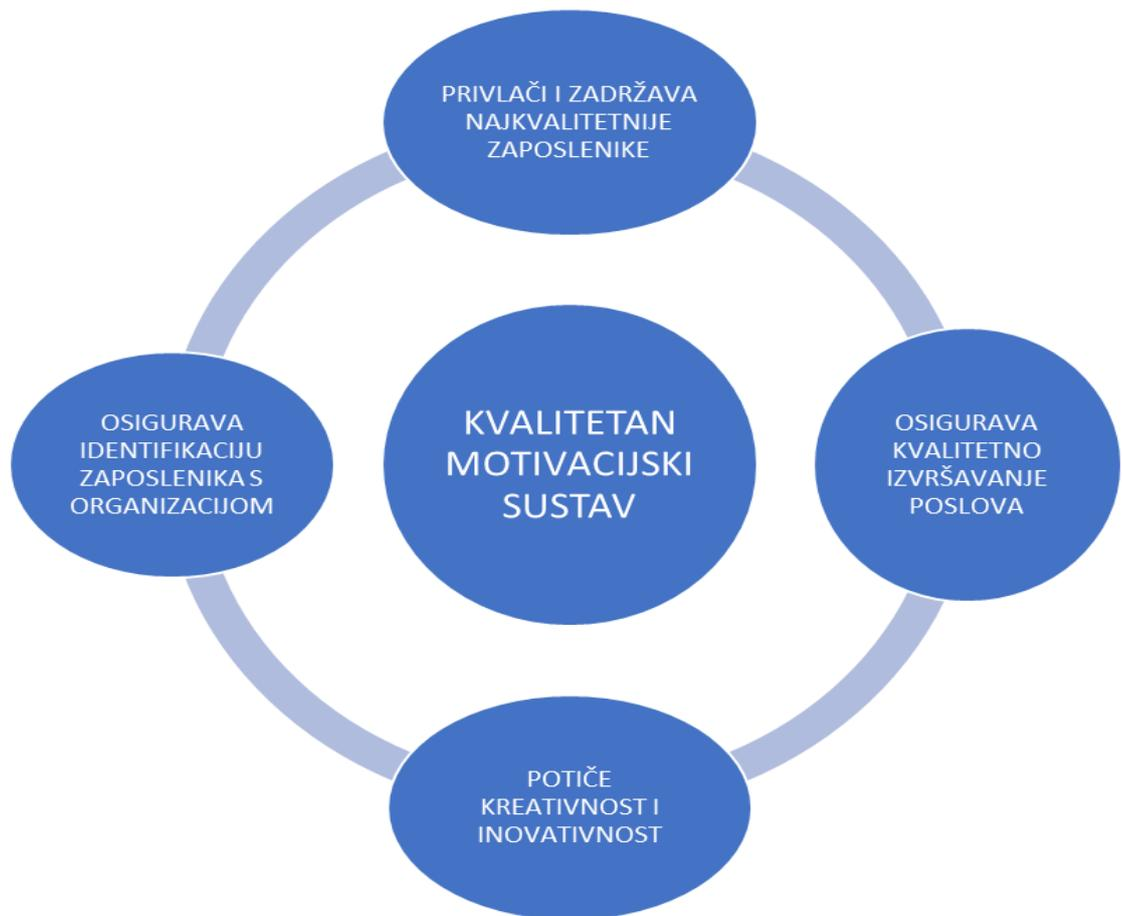 PRIVLAČI I ZADRŽAVA
NAJKVALITETNIJE
ZAPOSLENIKE
OSIGURAVA
IDENTIFIKACIJU
ZAPOSLENIKA S
ORGANIZACIJOM
KVALITETAN
MOTIVACIJSKI
SUSTAV
OSIGURAVA
KVALITETNO
IZVRŠAVANJE
POSLOVA
POTIČE
KREATIVNOST I
INOVATIVNOST